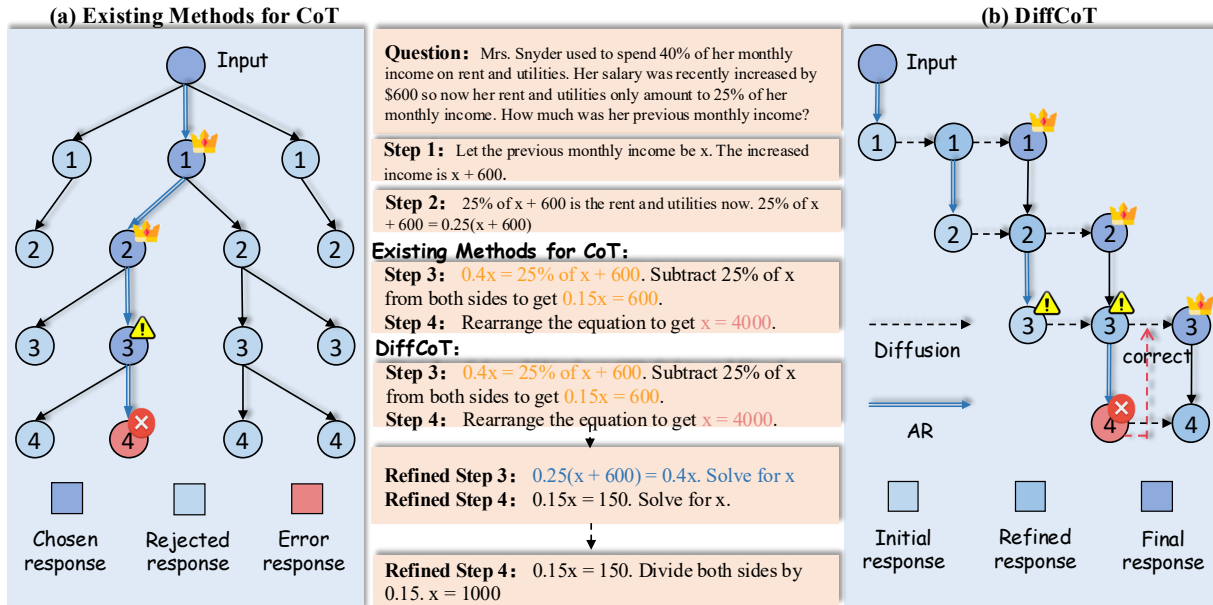 (a) Existing Methods for CoT
Input
1
1
1
2
2
2
2
3
3
3
3
4
4
4
4
Chosen
response
Rejected
response
Error
response
Question： Mrs. Snyder used to spend 40% of her monthly
income on rent and utilities. Her salary was recently increased by
$600 so now her rent and utilities only amount to 25% of her
monthly income. How much was her previous monthly income?
Step 1： Let the previous monthly income be x. The increased
income is x + 600.
Step 2： 25% of x + 600 is the rent and utilities now. 25% of x
+ 600 = 0.25(x + 600)
Existing Methods for CoT:
Step 3： 0.4x = 25% of x + 600. Subtract 25% of x
from both sides to get 0.15x = 600.
Step 4： Rearrange the equation to get x = 4000.
DiffCoT:
Step 3： 0.4x = 25% of x + 600. Subtract 25% of x
from both sides to get 0.15x = 600.
Step 4： Rearrange the equation to get x = 4000.
Refined Step 3： 0.25(x + 600) = 0.4x. Solve for x
Refined Step 4： 0.15x = 150. Solve for x.
Refined Step 4： 0.15x = 150. Divide both sides by
0.15. x = 1000
(b) DiffCoT
Input
1
1
1
2
2
2
3
3
3
Diffusion
correct
4
4
AR
Initial
response
Refined
response
Final
response